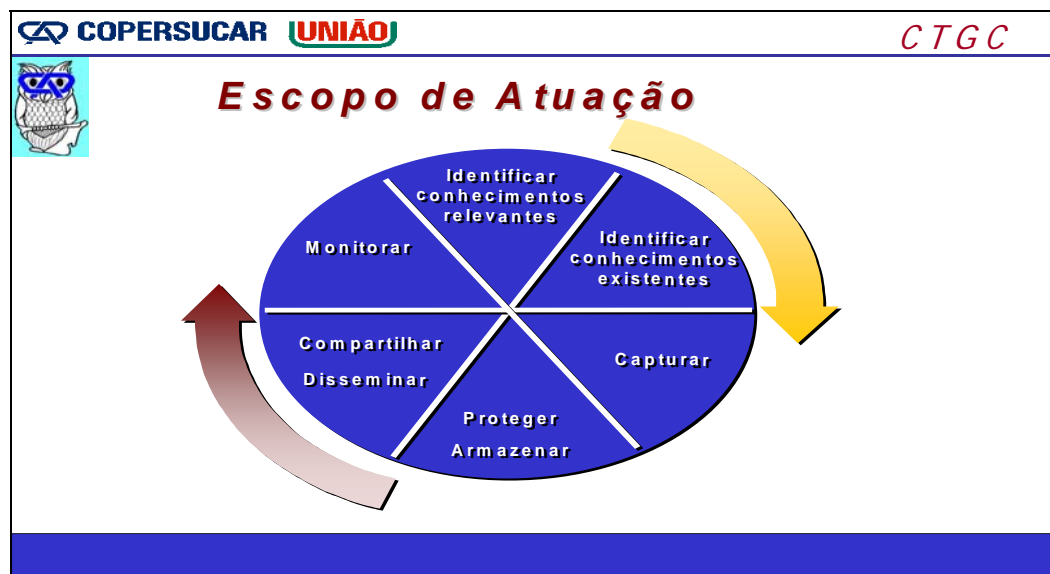 COPERSUCAR UNIÃO
CTGC
Escopo de Atuação
Identificar
conhecimentos
relevantes
Identificar
conhecimentos
existentes
Capturar
Proteger
Armazenar
Compartilhar
Disseminar
Monitorar